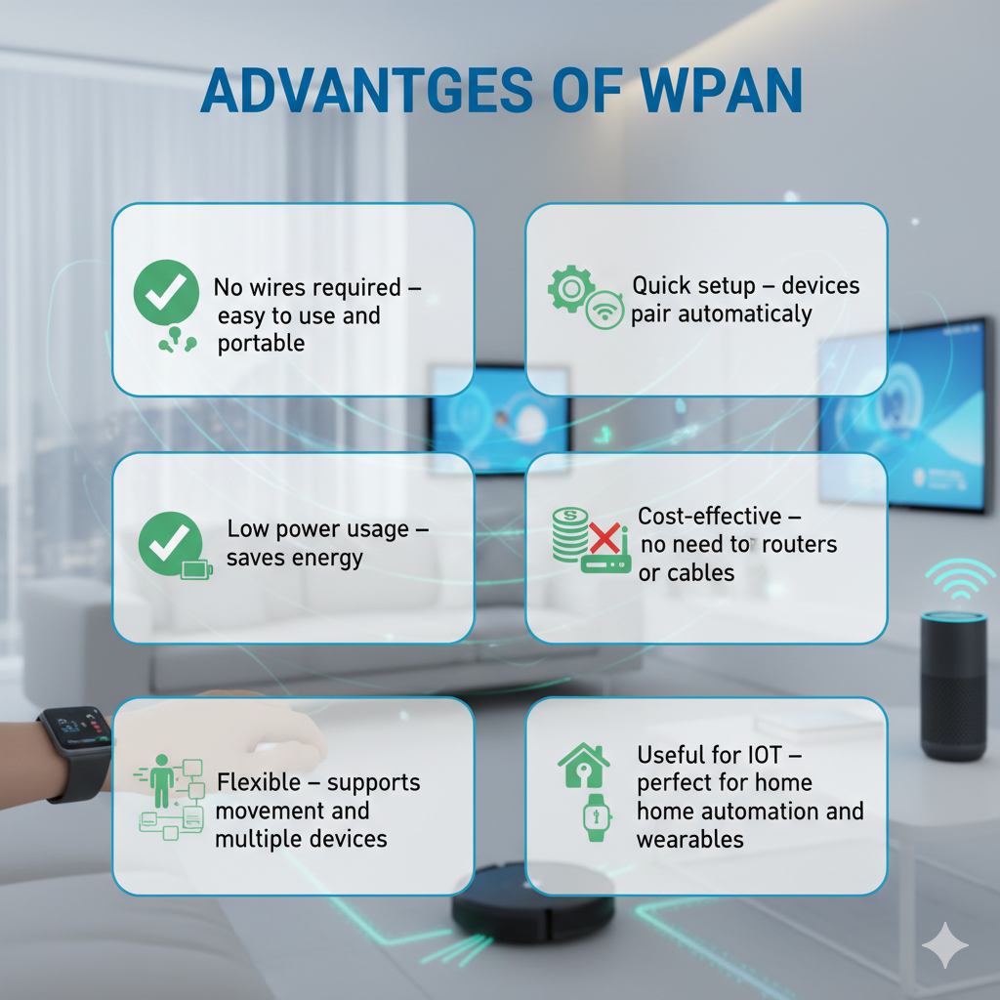 ADVANTGES OF WPAN
No wires required –
easy to use and
portable
Quick setup – devices
pair automaticaly
Low power usage –
saves energy
Cost-effective –
no need to routers
or cables
Flexible – supports
movement and
multiple devices
Useful for IOT –
perfect for home
home automation and
wearables